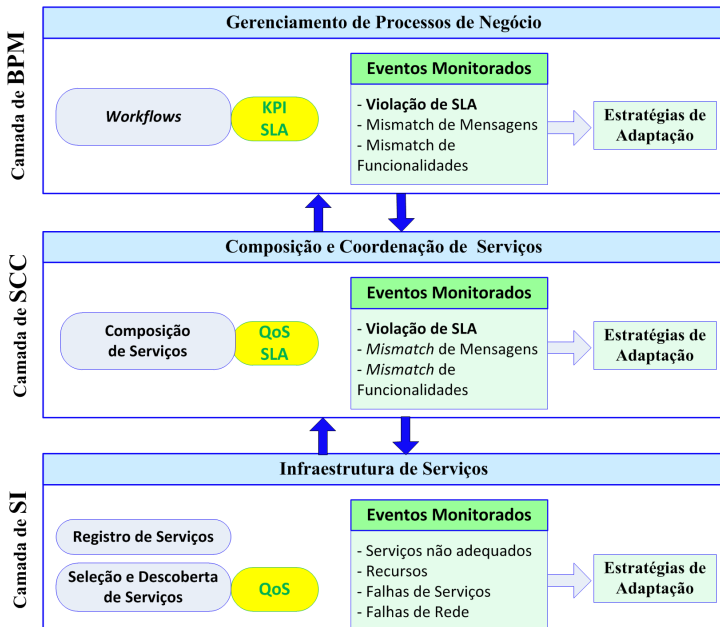 Camada de BPM
Gerenciamento de Processos de Negócio
Workflows
KPI
SLA
Eventos Monitorados
- Violação de SLA
- Mismatch de Mensagens
- Mismatch de
Funcionalidades
Estratégias de
Adaptação
Camada de SCC
Composição e Coordenação de Serviços
Composição
de Serviços
QoS
SLA
Eventos Monitorados
- Violação de SLA
- Mismatch de Mensagens
- Mismatch de
Funcionalidades
Estratégias de
Adaptação
Camada de SI
Infraestrutura de Serviços
Registro de Serviços
Seleção e Descoberta
de Serviços
QoS
Eventos Monitorados
- Serviços não adequados
- Recursos
- Falhas de Serviços
- Falhas de Rede
Estratégias de
Adaptação